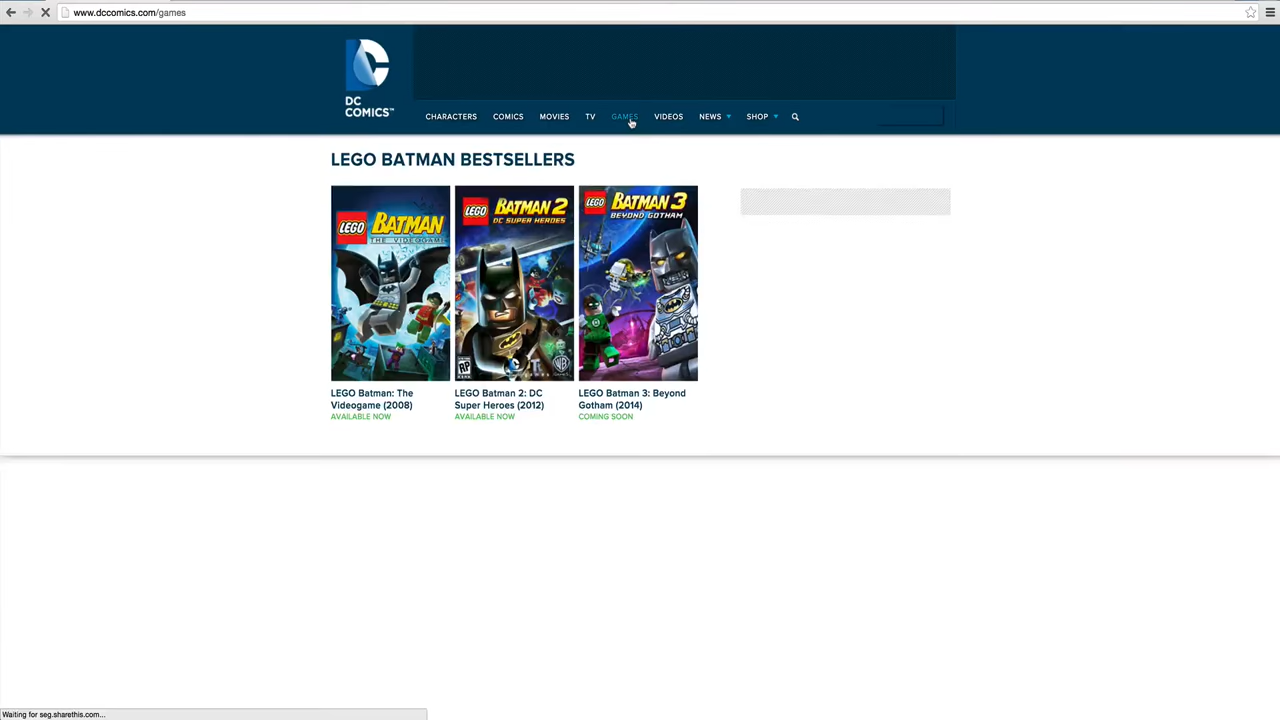 www.dccomics.com/games
DC
COMICS™
CHARACTERS COMICS MOVIES TV GAMES VIDEOS NEWS SHOP
LEGO BATMAN BESTSELLERS
LEGO BATMAN
THE VIDEOGAME
LEGO BATMAN 2
DC SUPER HEROES
RP
LEGO BATMAN 3
BEYOND GOTHAM
LEGO Batman: The
Videogame (2008)
AVAILABLE NOW
LEGO Batman 2: DC
Super Heroes (2012)
AVAILABLE NOW
LEGO Batman 3: Beyond
Gotham (2014)
COMING SOON
Waiting for seg.sharethis.com...